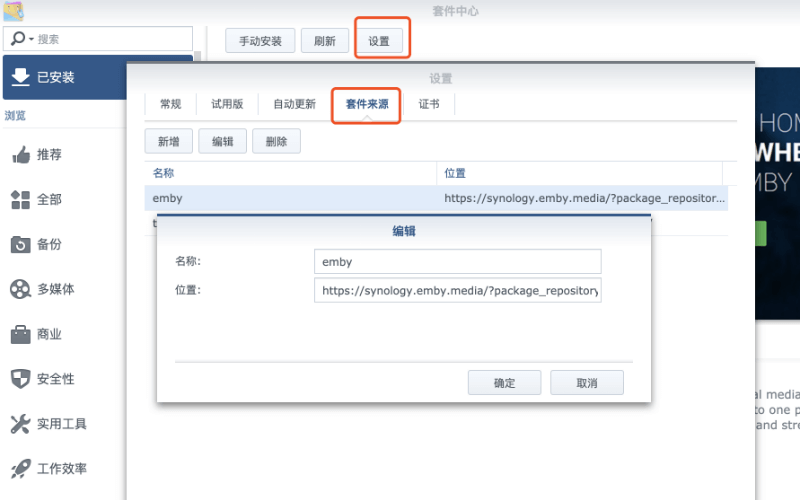 套件中心
搜索
手动安装
刷新
设置
已安装
浏览
推荐
全部
备份
多媒体
商业
安全性
实用工具
工作效率
设置
常规
试用版
自动更新
套件来源
证书
新增
编辑
删除
名称
位置
emby
https://synology.emby.media/?package_repositor...
t
编辑
名称:
emby
位置:
https://synology.emby.media/?package_repository
确定
取消
HOM
WHE
MBY
al media
to one p
and stre